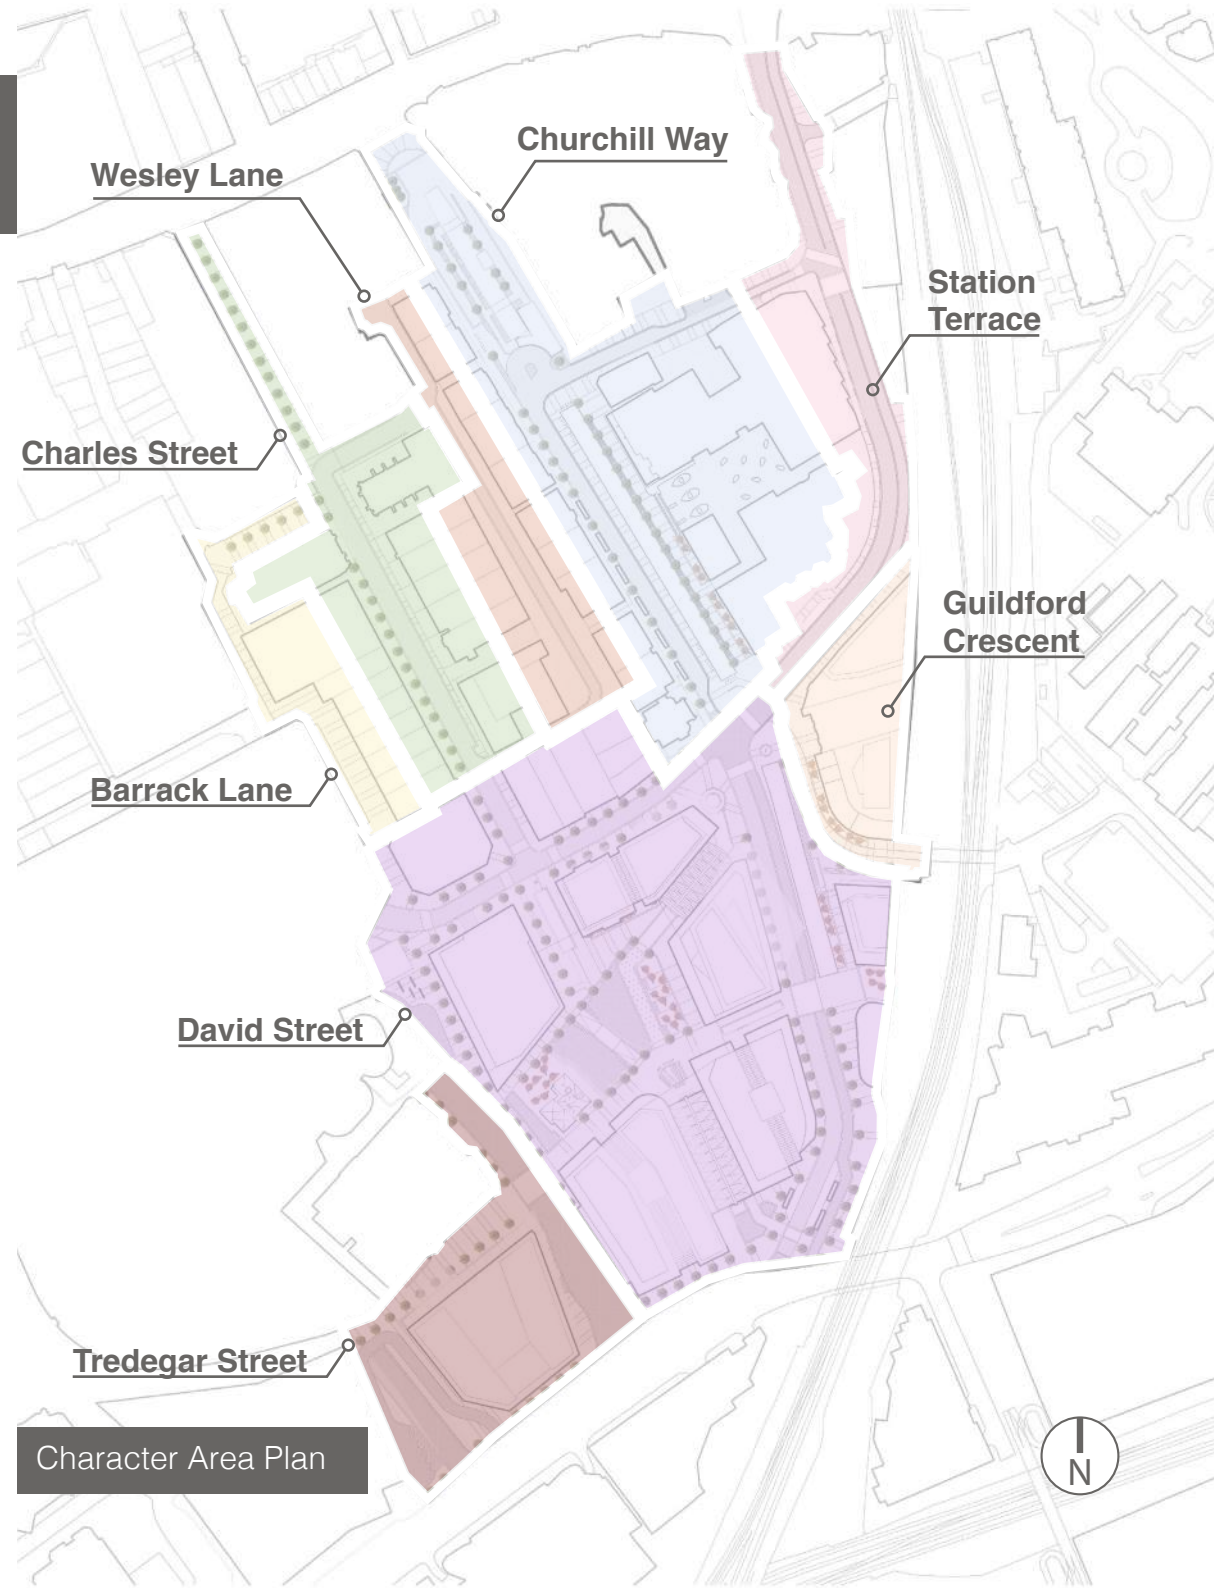 Churchill Way
Wesley Lane
Station
Terrace
Charles Street
Guildford
Crescent
Barrack Lane
David Street
Tredegar Street
Character Area Plan
N